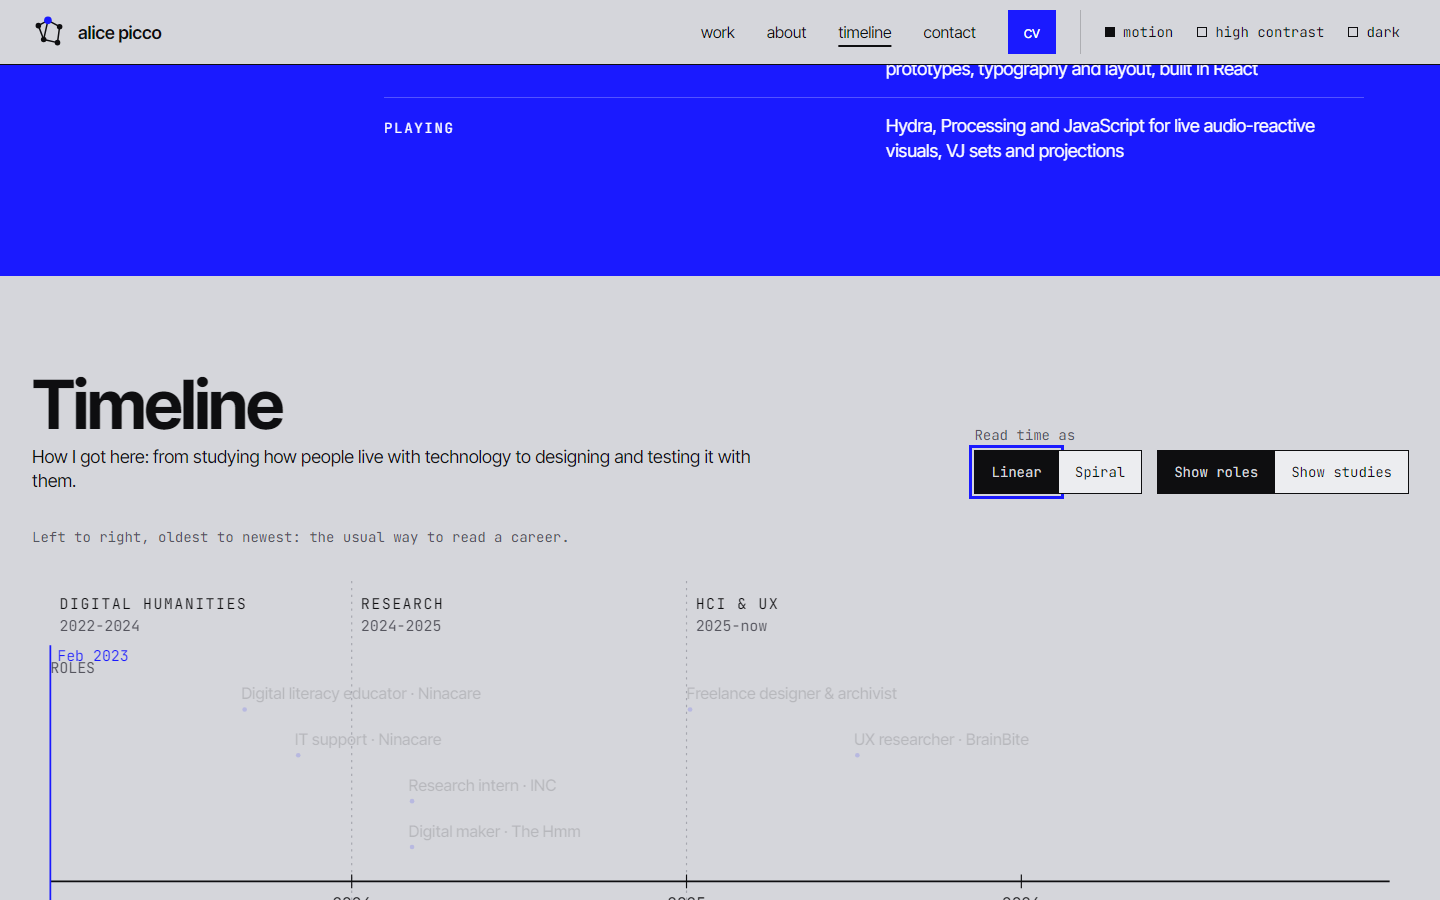 alice picco
work about timeline contact cv motion high contrast dark
prototypes, typography and layout, built in React
PLAYING
Hydra, Processing and JavaScript for live audio-reactive
visuals, VJ sets and projections
Timeline
How I got here: from studying how people live with technology to designing and testing it with
them.
Read time as
Linear Spiral Show roles Show studies
Left to right, oldest to newest: the usual way to read a career.
DIGITAL HUMANITIES RESEARCH HCI & UX
2022-2024 2024-2025 2025-now
Feb 2023
ROLES
Digital literacy educator · Ninacare Freelance designer & archivist
IT support · Ninacare UX researcher · BrainBite
Research intern · INC
Digital maker · The Hmm